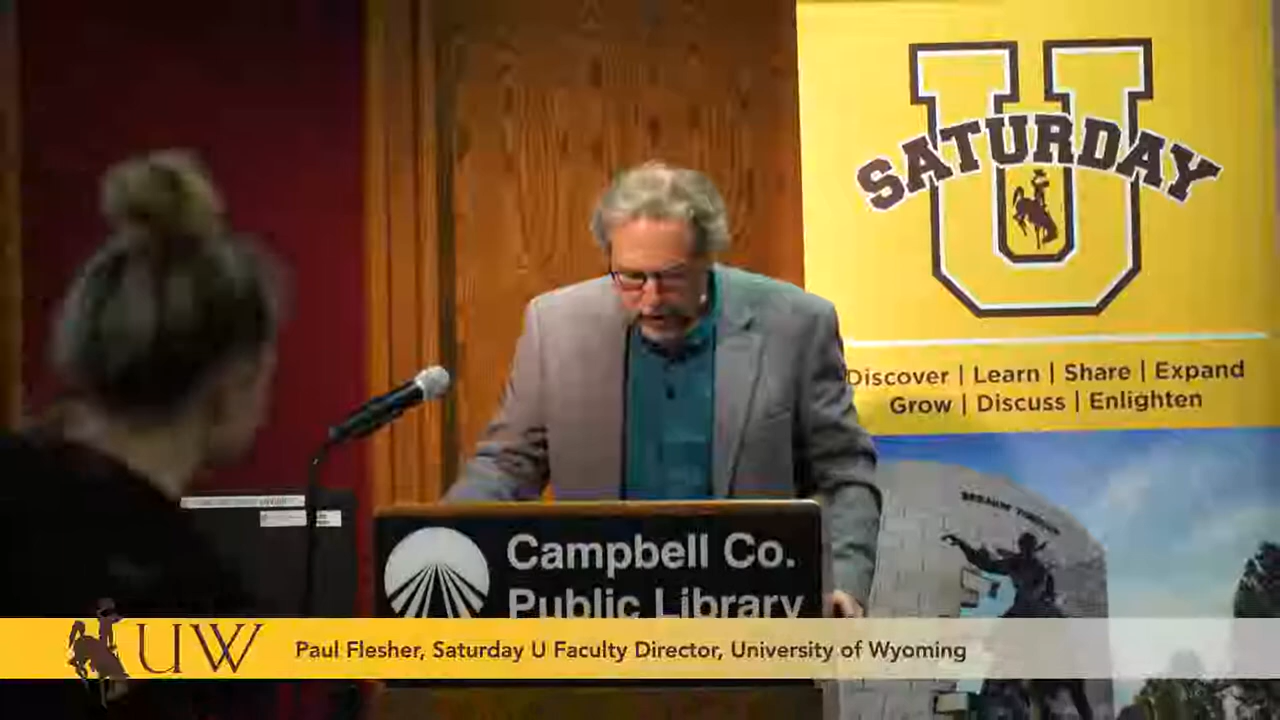 SATURDAY
U
Discover | Learn | Share | Expand
Grow | Discuss | Enlighten
Campbell Co.
Public Library
UW
Paul Flesher, Saturday U Faculty Director, University of Wyoming